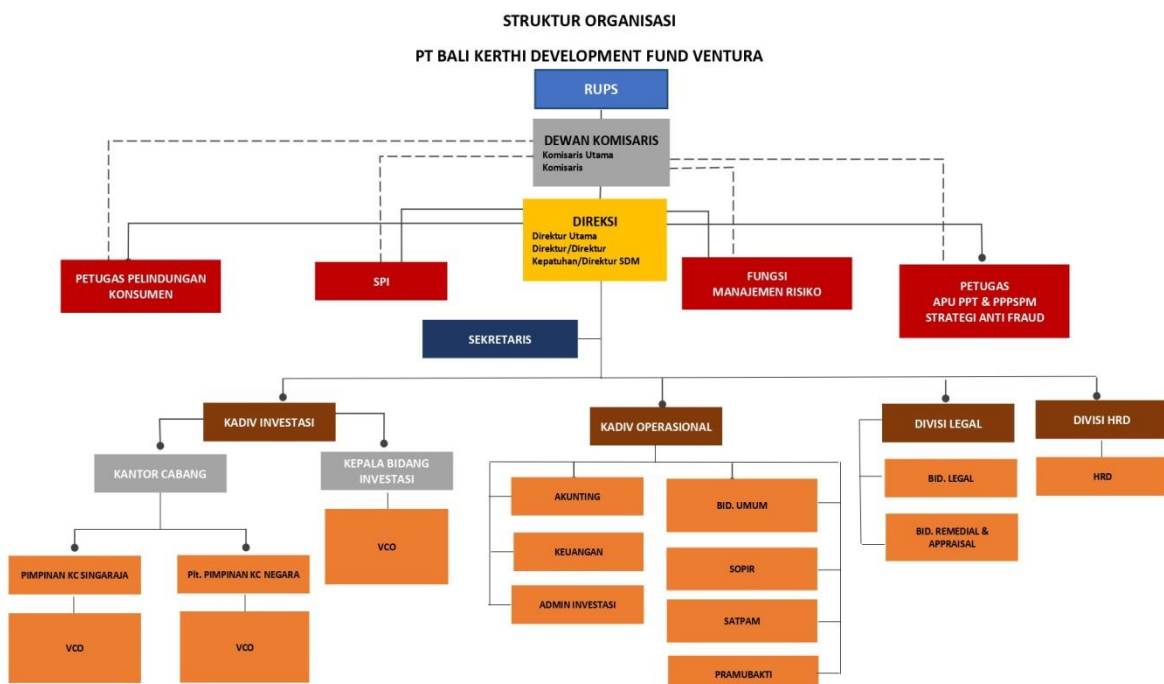 STRUKTUR ORGANISASI
PT BALI KERTHI DEVELOPMENT FUND VENTURA
RUPS
DEWAN KOMISARIS
Komisaris Utama
Komisaris
DIREKSI
Direktur Utama
Direktur/Direktur
Kepatuhan/Direktur SDM
PETUGAS PELINDUNGAN
KONSUMEN
SPI
FUNGSI
MANAJEMEN RISIKO
PETUGAS
APU PPT & PPPSPM
STRATEGI ANTI FRAUD
SEKRETARIS
KADIV INVESTASI
KADIV OPERASIONAL
DIVISI LEGAL
DIVISI HRD
KANTOR CABANG
KEPALA BIDANG
INVESTASI
AKUNTING
BID. UMUM
BID. LEGAL
HRD
VCO
KEUANGAN
SOPIR
BID. REMEDIAL &
APPRAISAL
PIMPINAN KC SINGARAJA
Plt. PIMPINAN KC NEGARA
ADMIN INVESTASI
SATPAM
VCO
VCO
PRAMUBAKTI